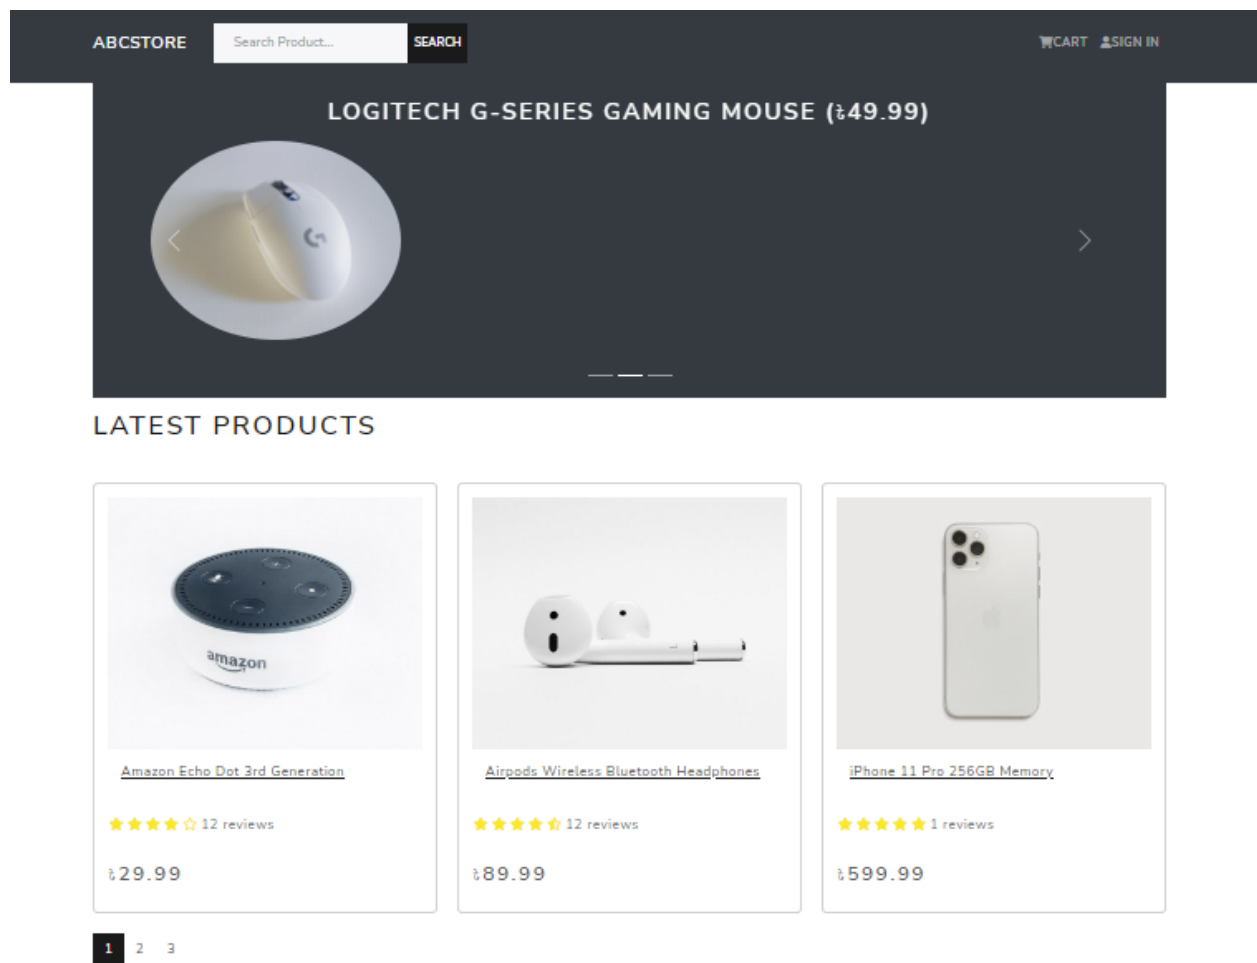 ABCSTORE Search Product... SEARCH CART SIGN IN
LOGITECH G-SERIES GAMING MOUSE (৳49.99)
LATEST PRODUCTS
amazon
Amazon Echo Dot 3rd Generation
12 reviews
৳29.99
Airpods Wireless Bluetooth Headphones
12 reviews
৳89.99
iPhone 11 Pro 256GB Memory
1 reviews
৳599.99
1 2 3